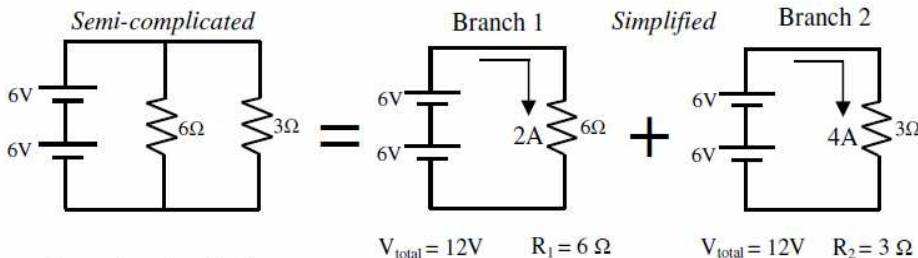 Semi-complicated
Branch 1
Simplified
Branch 2
6V
6V
6Ω
3Ω
=
6V
6V
2A
6Ω
+
6V
6V
4A
3Ω
V_total = 12V R_1 = 6 Ω
V_total = 12V R_2 = 3 Ω